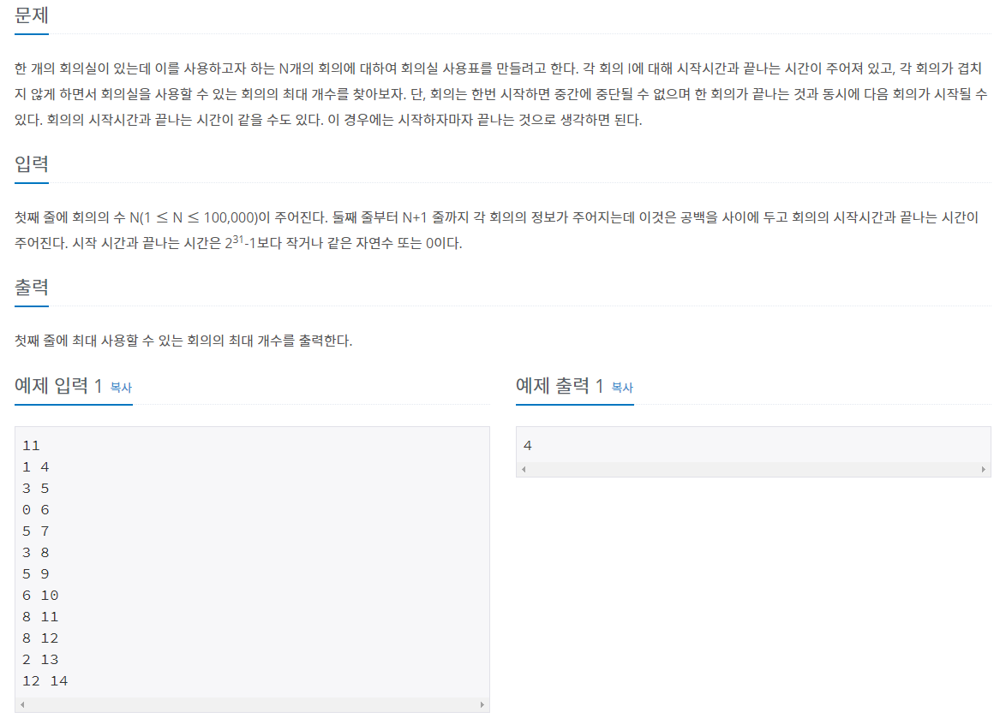 문제
한 개의 회의실이 있는데 이를 사용하고자 하는 N개의 회의에 대하여 회의실 사용표를 만들려고 한다. 각 회의 I에 대해 시작시간과 끝나는 시간이 주어져 있고, 각 회의가 겹치
지 않게 하면서 회의실을 사용할 수 있는 회의의 최대 개수를 찾아보자. 단, 회의는 한번 시작하면 중간에 중단될 수 없으며 한 회의가 끝나는 것과 동시에 다음 회의가 시작될 수
있다. 회의의 시작시간과 끝나는 시간이 같을 수도 있다. 이 경우에는 시작하자마자 끝나는 것으로 생각하면 된다.
입력
첫째 줄에 회의의 수 N(1 ≤ N ≤ 100,000)이 주어진다. 둘째 줄부터 N+1 줄까지 각 회의의 정보가 주어지는데 이것은 공백을 사이에 두고 회의의 시작시간과 끝나는 시간이
주어진다. 시작 시간과 끝나는 시간은 2³¹-1보다 작거나 같은 자연수 또는 0이다.
출력
첫째 줄에 최대 사용할 수 있는 회의의 최대 개수를 출력한다.
예제 입력 1 복사
11
1 4
3 5
0 6
5 7
3 8
5 9
6 10
8 11
8 12
2 13
12 14
예제 출력 1 복사
4